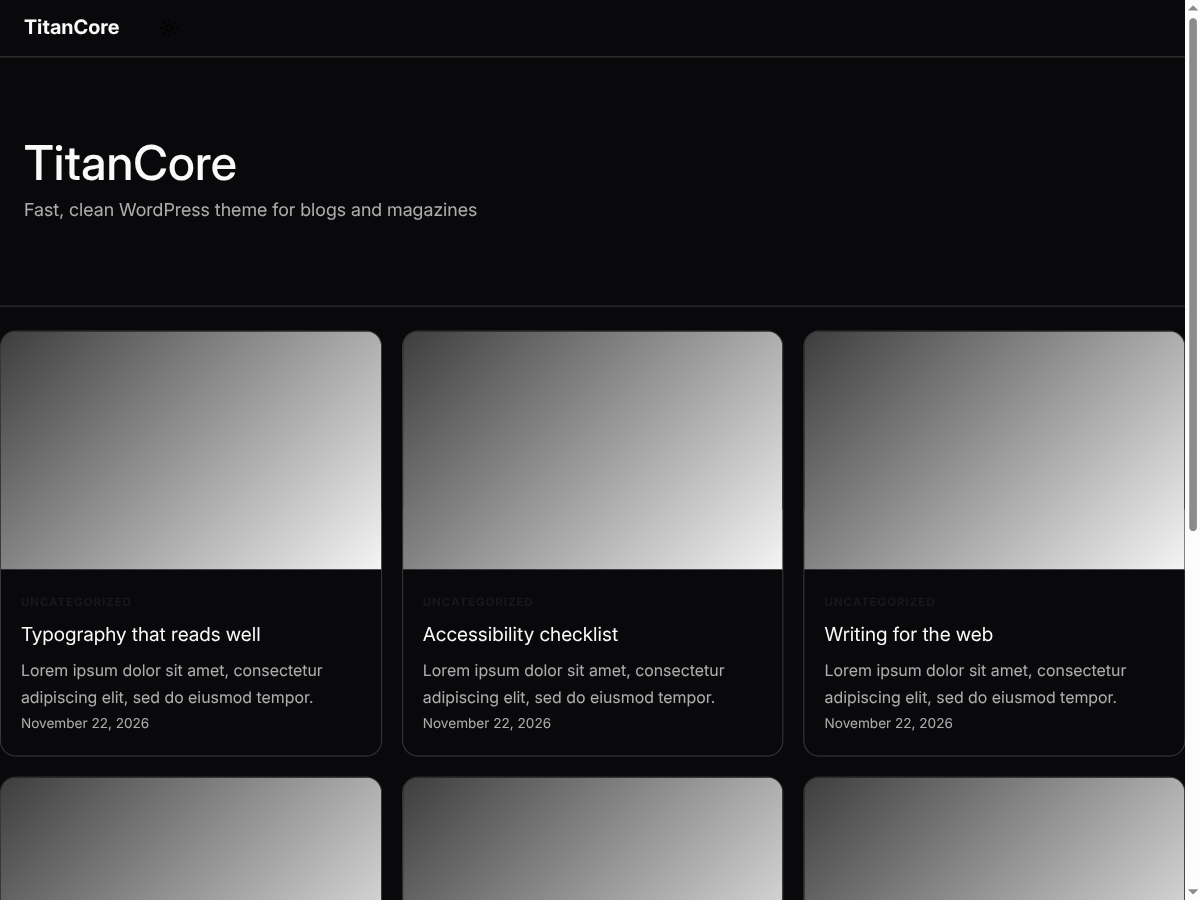 TitanCore
TitanCore
Fast, clean WordPress theme for blogs and magazines
UNCATEGORIZED
Typography that reads well
Lorem ipsum dolor sit amet, consectetur
adipiscing elit, sed do eiusmod tempor.
November 22, 2026
UNCATEGORIZED
Accessibility checklist
Lorem ipsum dolor sit amet, consectetur
adipiscing elit, sed do eiusmod tempor.
November 22, 2026
UNCATEGORIZED
Writing for the web
Lorem ipsum dolor sit amet, consectetur
adipiscing elit, sed do eiusmod tempor.
November 22, 2026